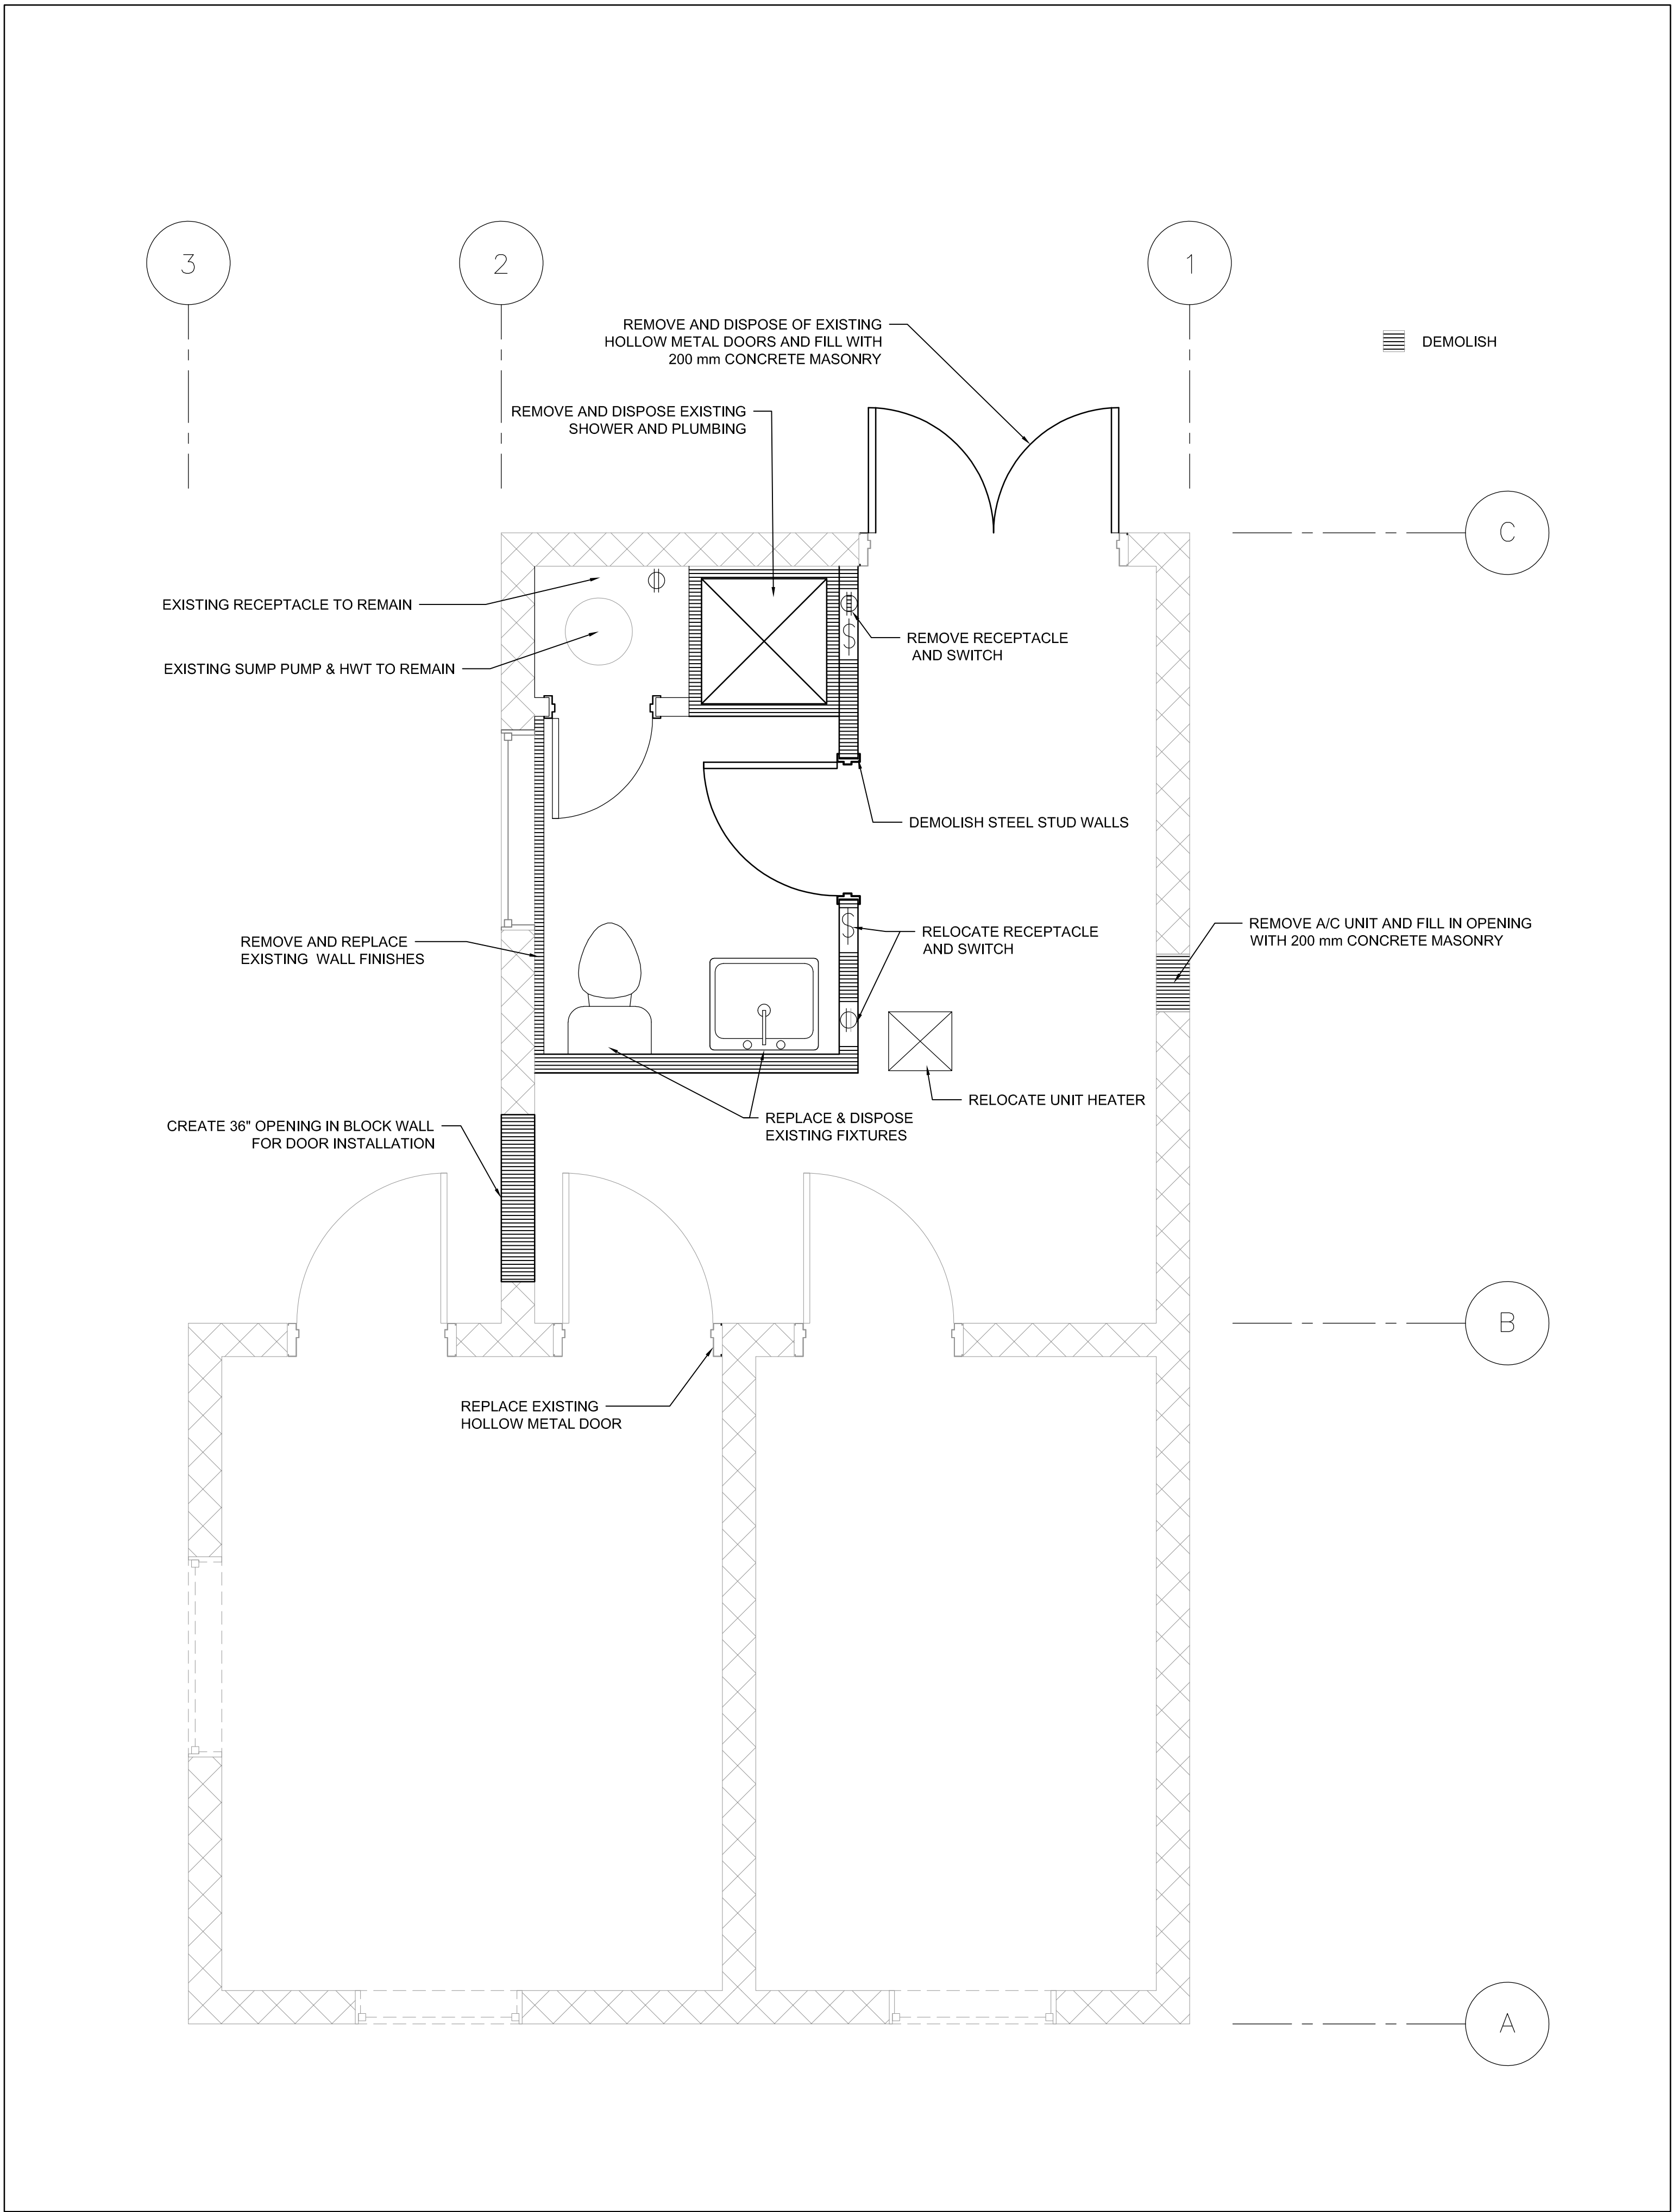 3
2
1
REMOVE AND DISPOSE OF EXISTING
HOLLOW METAL DOORS AND FILL WITH
200 mm CONCRETE MASONRY
DEMOLISH
REMOVE AND DISPOSE EXISTING
SHOWER AND PLUMBING
C
EXISTING RECEPTACLE TO REMAIN
REMOVE RECEPTACLE
AND SWITCH
EXISTING SUMP PUMP & HWT TO REMAIN
$
DEMOLISH STEEL STUD WALLS
REMOVE A/C UNIT AND FILL IN OPENING
WITH 200 mm CONCRETE MASONRY
$
RELOCATE RECEPTACLE
AND SWITCH
REMOVE AND REPLACE
EXISTING WALL FINISHES
RELOCATE UNIT HEATER
REPLACE & DISPOSE
EXISTING FIXTURES
CREATE 36" OPENING IN BLOCK WALL
FOR DOOR INSTALLATION
B
REPLACE EXISTING
HOLLOW METAL DOOR
A